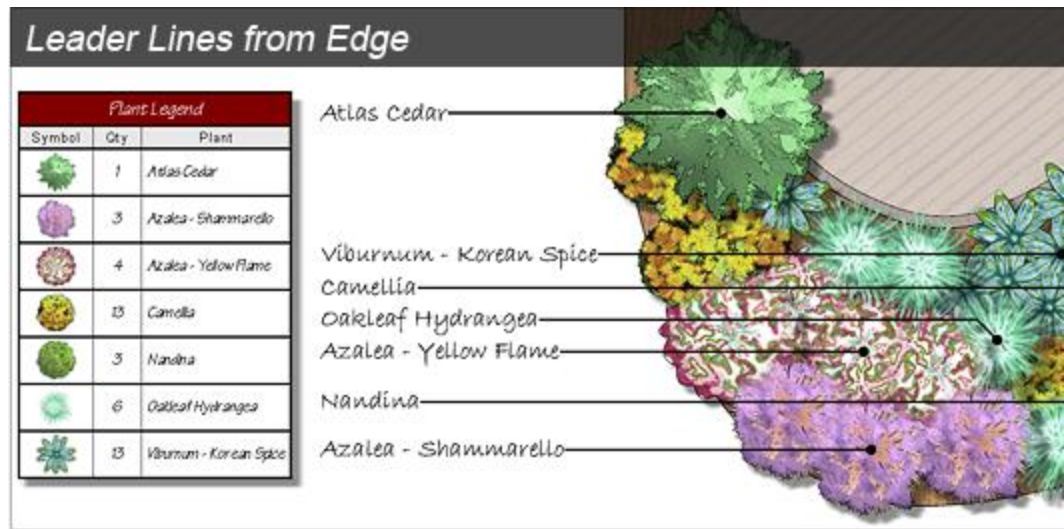 Leader Lines from Edge
Plant Legend
Symbol Qty Plant
1 Atlas Cedar
3 Azalea - Shammarello
4 Azalea - Yellow Flame
13 Camellia
3 Nandina
6 Oakleaf Hydrangea
13 Viburnum - Korean Spice
Atlas Cedar
Viburnum - Korean Spice
Camellia
Oakleaf Hydrangea
Azalea - Yellow Flame
Nandina
Azalea - Shammarello